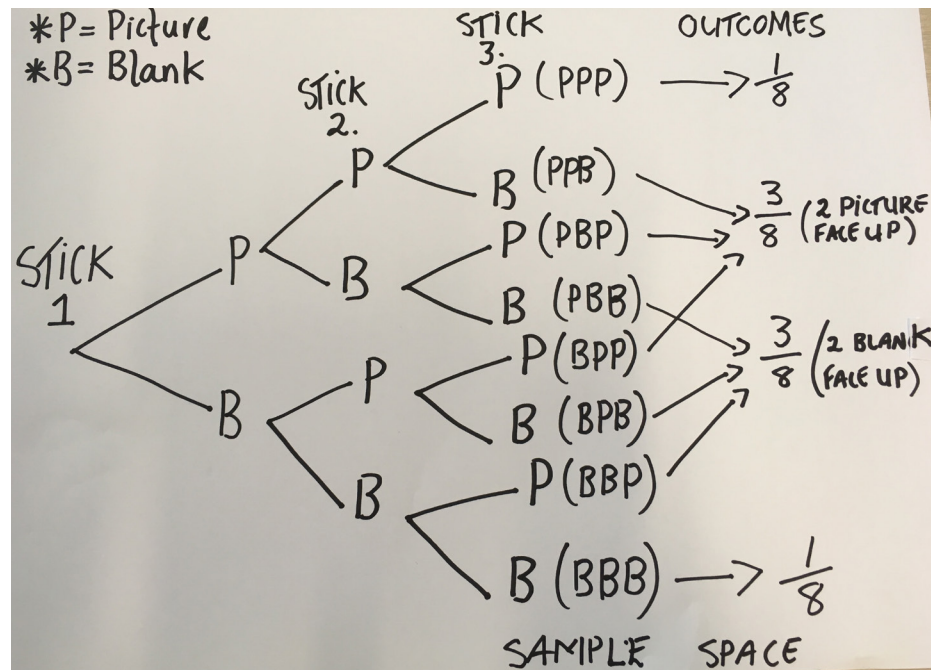 *P= Picture
*B= Blank
STICK
1
STICK
2.
STICK
3.
OUTCOMES
P
B
P
B
P
B
P (PPP)
1/8
B (PPB)
P (PBP)
3/8 (2 PICTURE
FACE UP)
B (PBB)
P (BPP)
3/8 (2 BLANK
FACE UP)
B (BPB)
P (BBP)
B (BBB)
1/8
SAMPLE SPACE